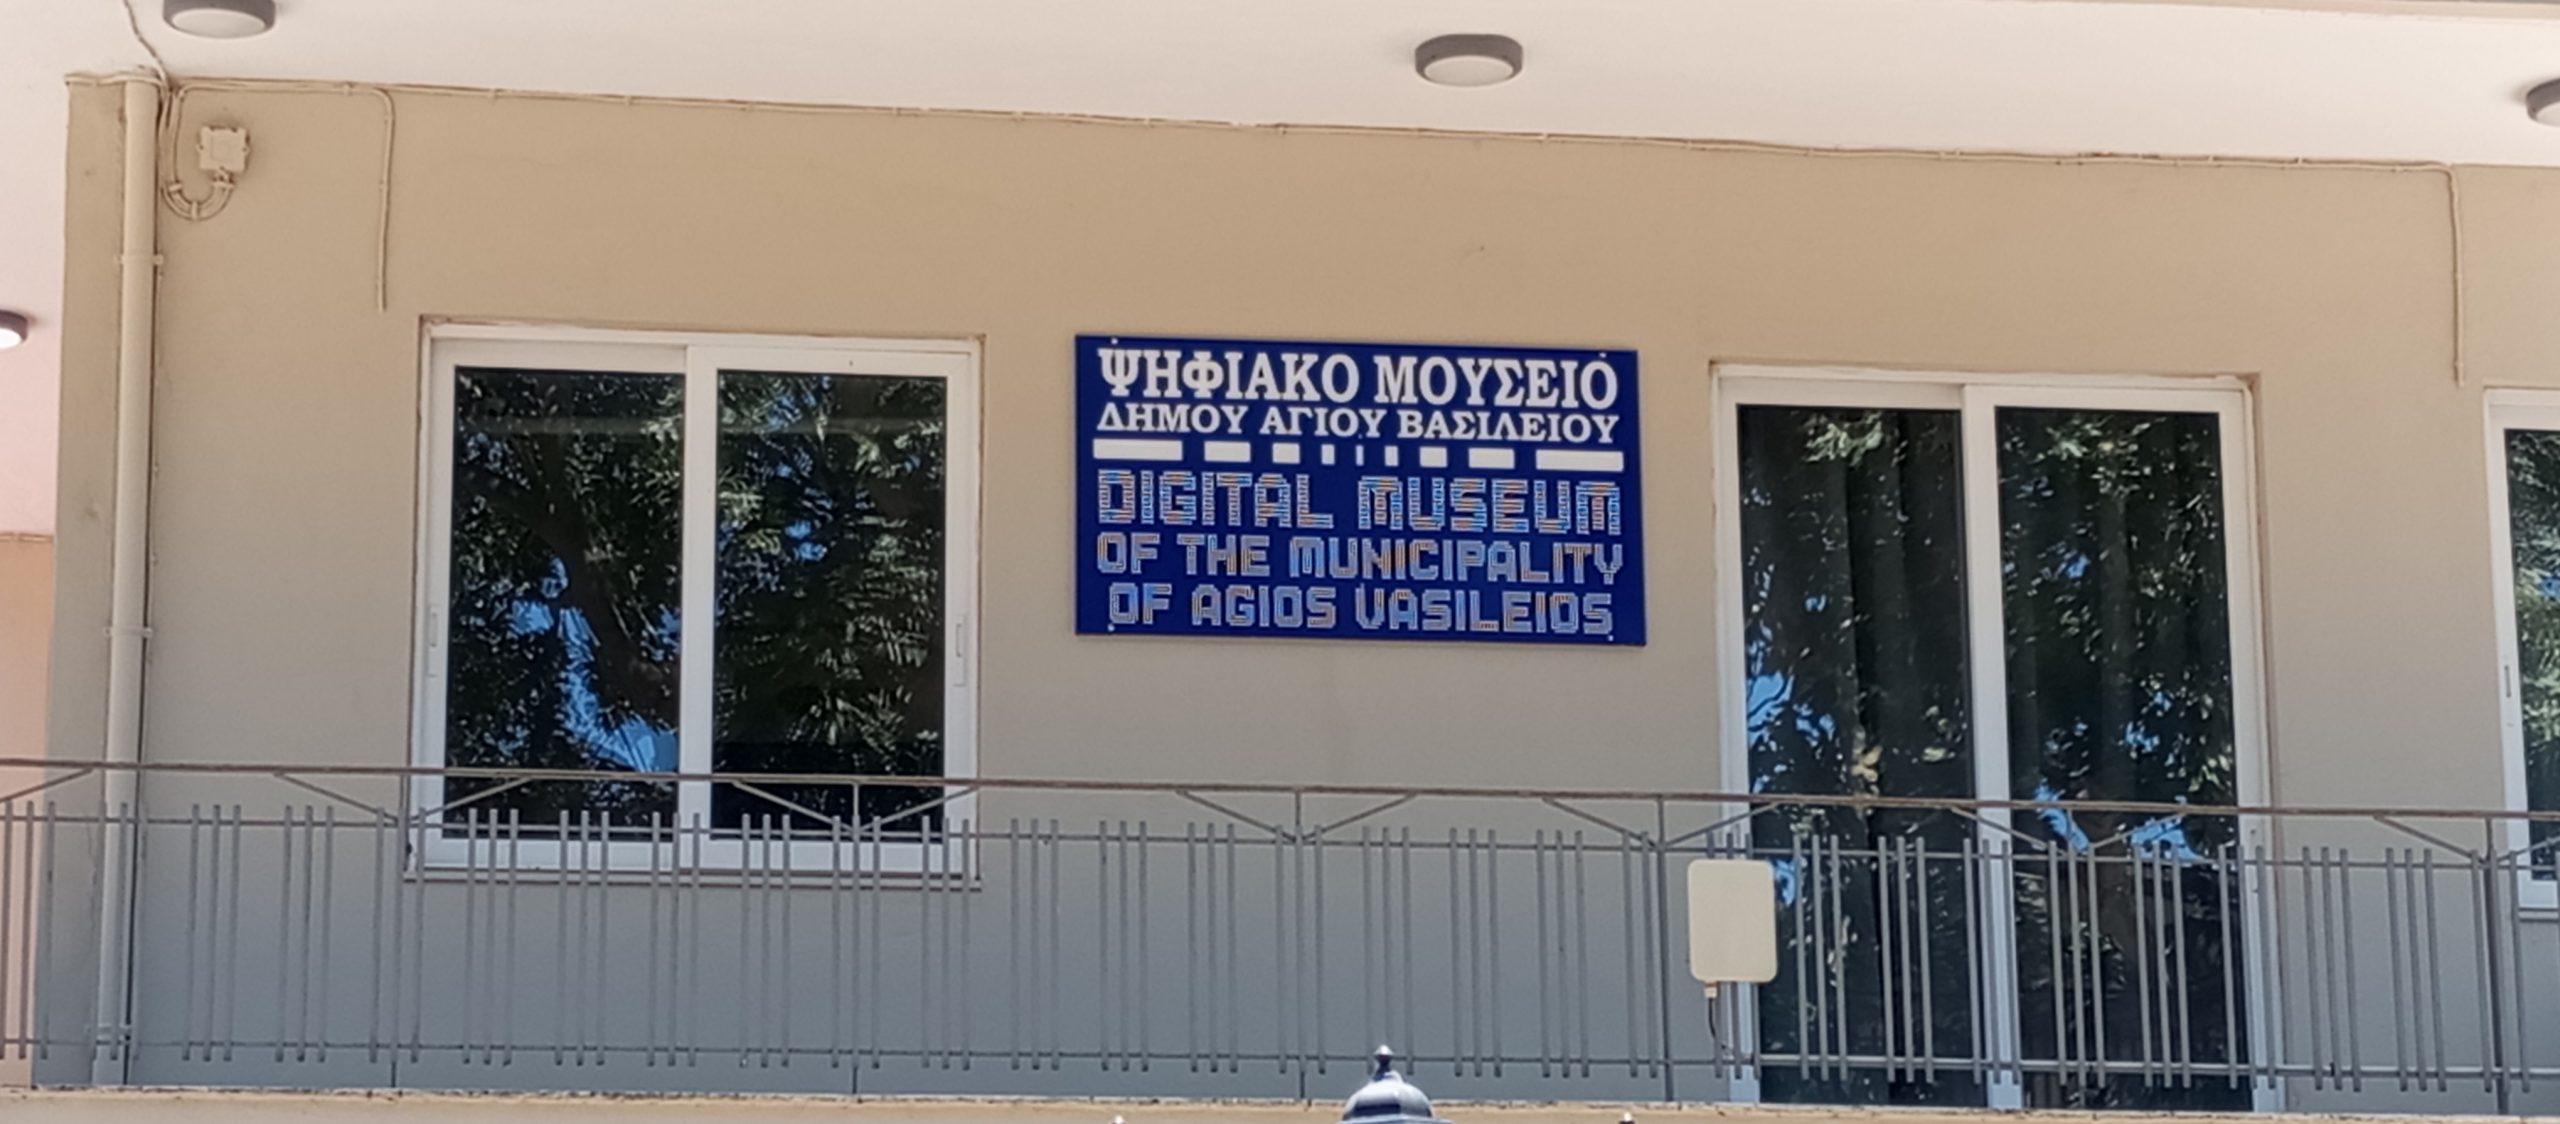 ΨΗΦΙΑΚΟ ΜΟΥΣΕΙΟ
ΔΗΜΟΥ ΑΓΙΟΥ ΒΑΣΙΛΕΙΟΥ
DIGITAL MUSEUM
OF THE MUNICIPALITY
OF AGIOS VASILEIOS